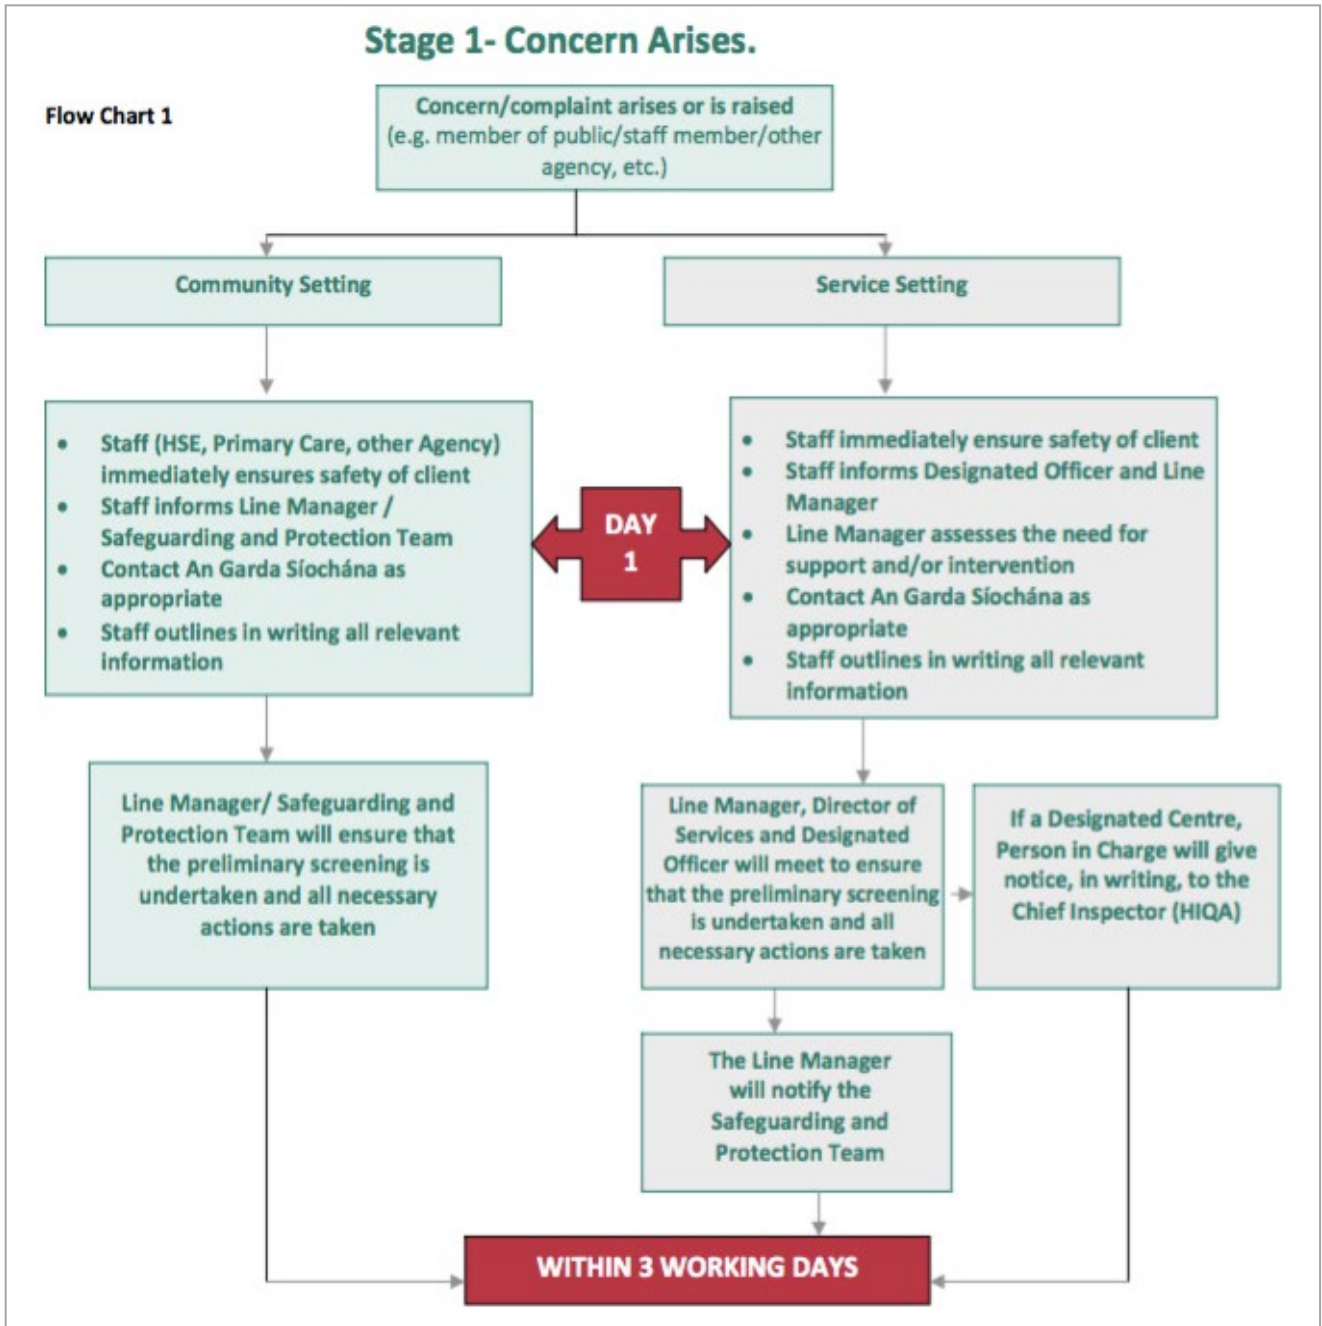 Stage 1- Concern Arises.
Flow Chart 1
Concern/complaint arises or is raised
(e.g. member of public/staff member/other
agency, etc.)
Community Setting
Service Setting
• Staff (HSE, Primary Care, other Agency)
immediately ensures safety of client
• Staff informs Line Manager /
Safeguarding and Protection Team
• Contact An Garda Síochána as
appropriate
• Staff outlines in writing all relevant
information
DAY
1
• Staff immediately ensure safety of client
• Staff informs Designated Officer and Line
Manager
• Line Manager assesses the need for
support and/or intervention
• Contact An Garda Síochána as
appropriate
• Staff outlines in writing all relevant
information
Line Manager/ Safeguarding and
Protection Team will ensure that
the preliminary screening is
undertaken and all necessary
actions are taken
Line Manager, Director of
Services and Designated
Officer will meet to ensure
that the preliminary screening
is undertaken and all
necessary actions are taken
If a Designated Centre,
Person in Charge will give
notice, in writing, to the
Chief Inspector (HIQA)
The Line Manager
will notify the
Safeguarding and
Protection Team
WITHIN 3 WORKING DAYS